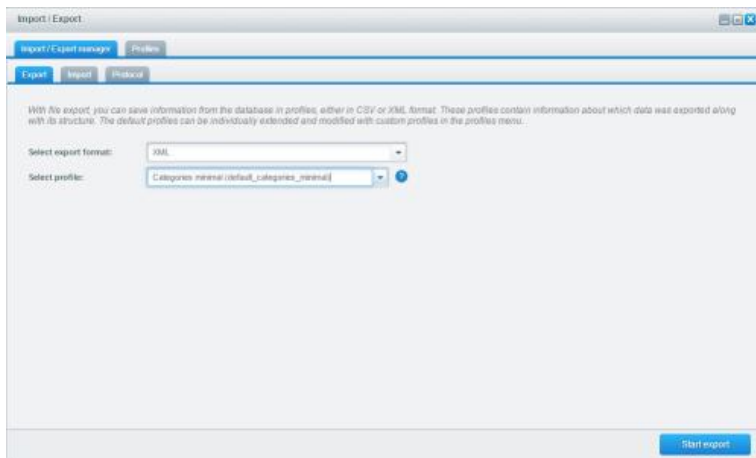 Import / Export
Import / Export manager Profiles
Export Import Protocol
With file export, you can save information from the database in profiles, either in CSV or XML format. These profiles contain information about which data was exported along
with its structure. The default profiles can be individually extended and modified with custom profiles in the profiles menu.
Select export format: XML
Select profile: Categories minimal (default_categories_minimal) ?
Start export